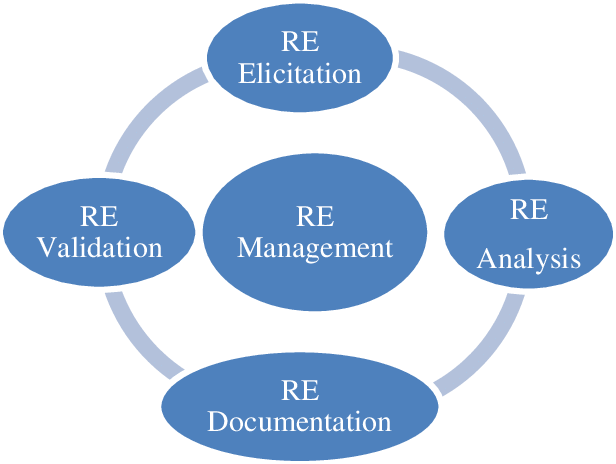 RE
Elicitation
RE
Validation
RE
Management
RE
Analysis
RE
Documentation